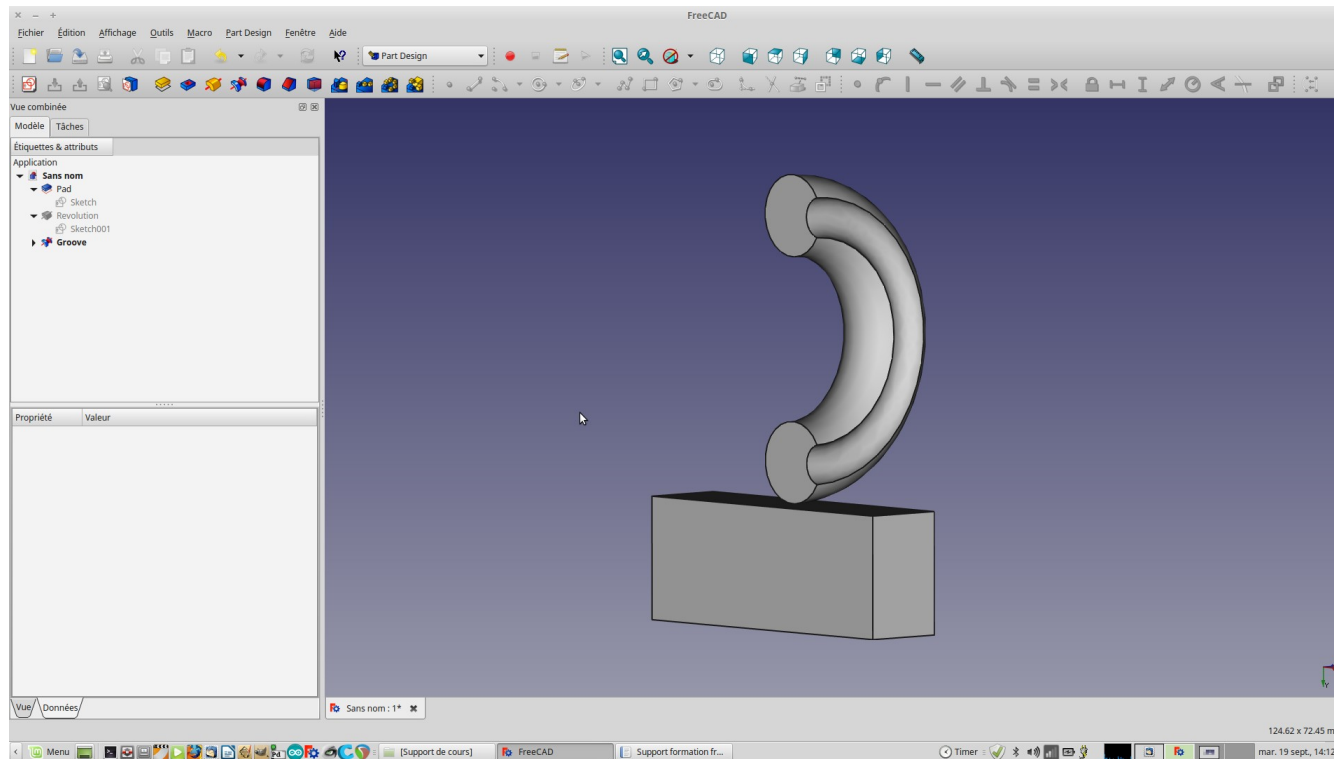 FreeCAD
Fichier Édition Affichage Outils Macro Part Design Fenêtre Aide
Part Design
Vue combinée
Modèle Tâches
Étiquettes & attributs
Application
Sans nom
Pad
Sketch
Revolution
Sketch001
Groove
Propriété Valeur
Vue Données
Sans nom : 1*
124.62 x 72.45 m
Menu [Support de cours] FreeCAD Support formation fr... Timer mar. 19 sept., 14:12